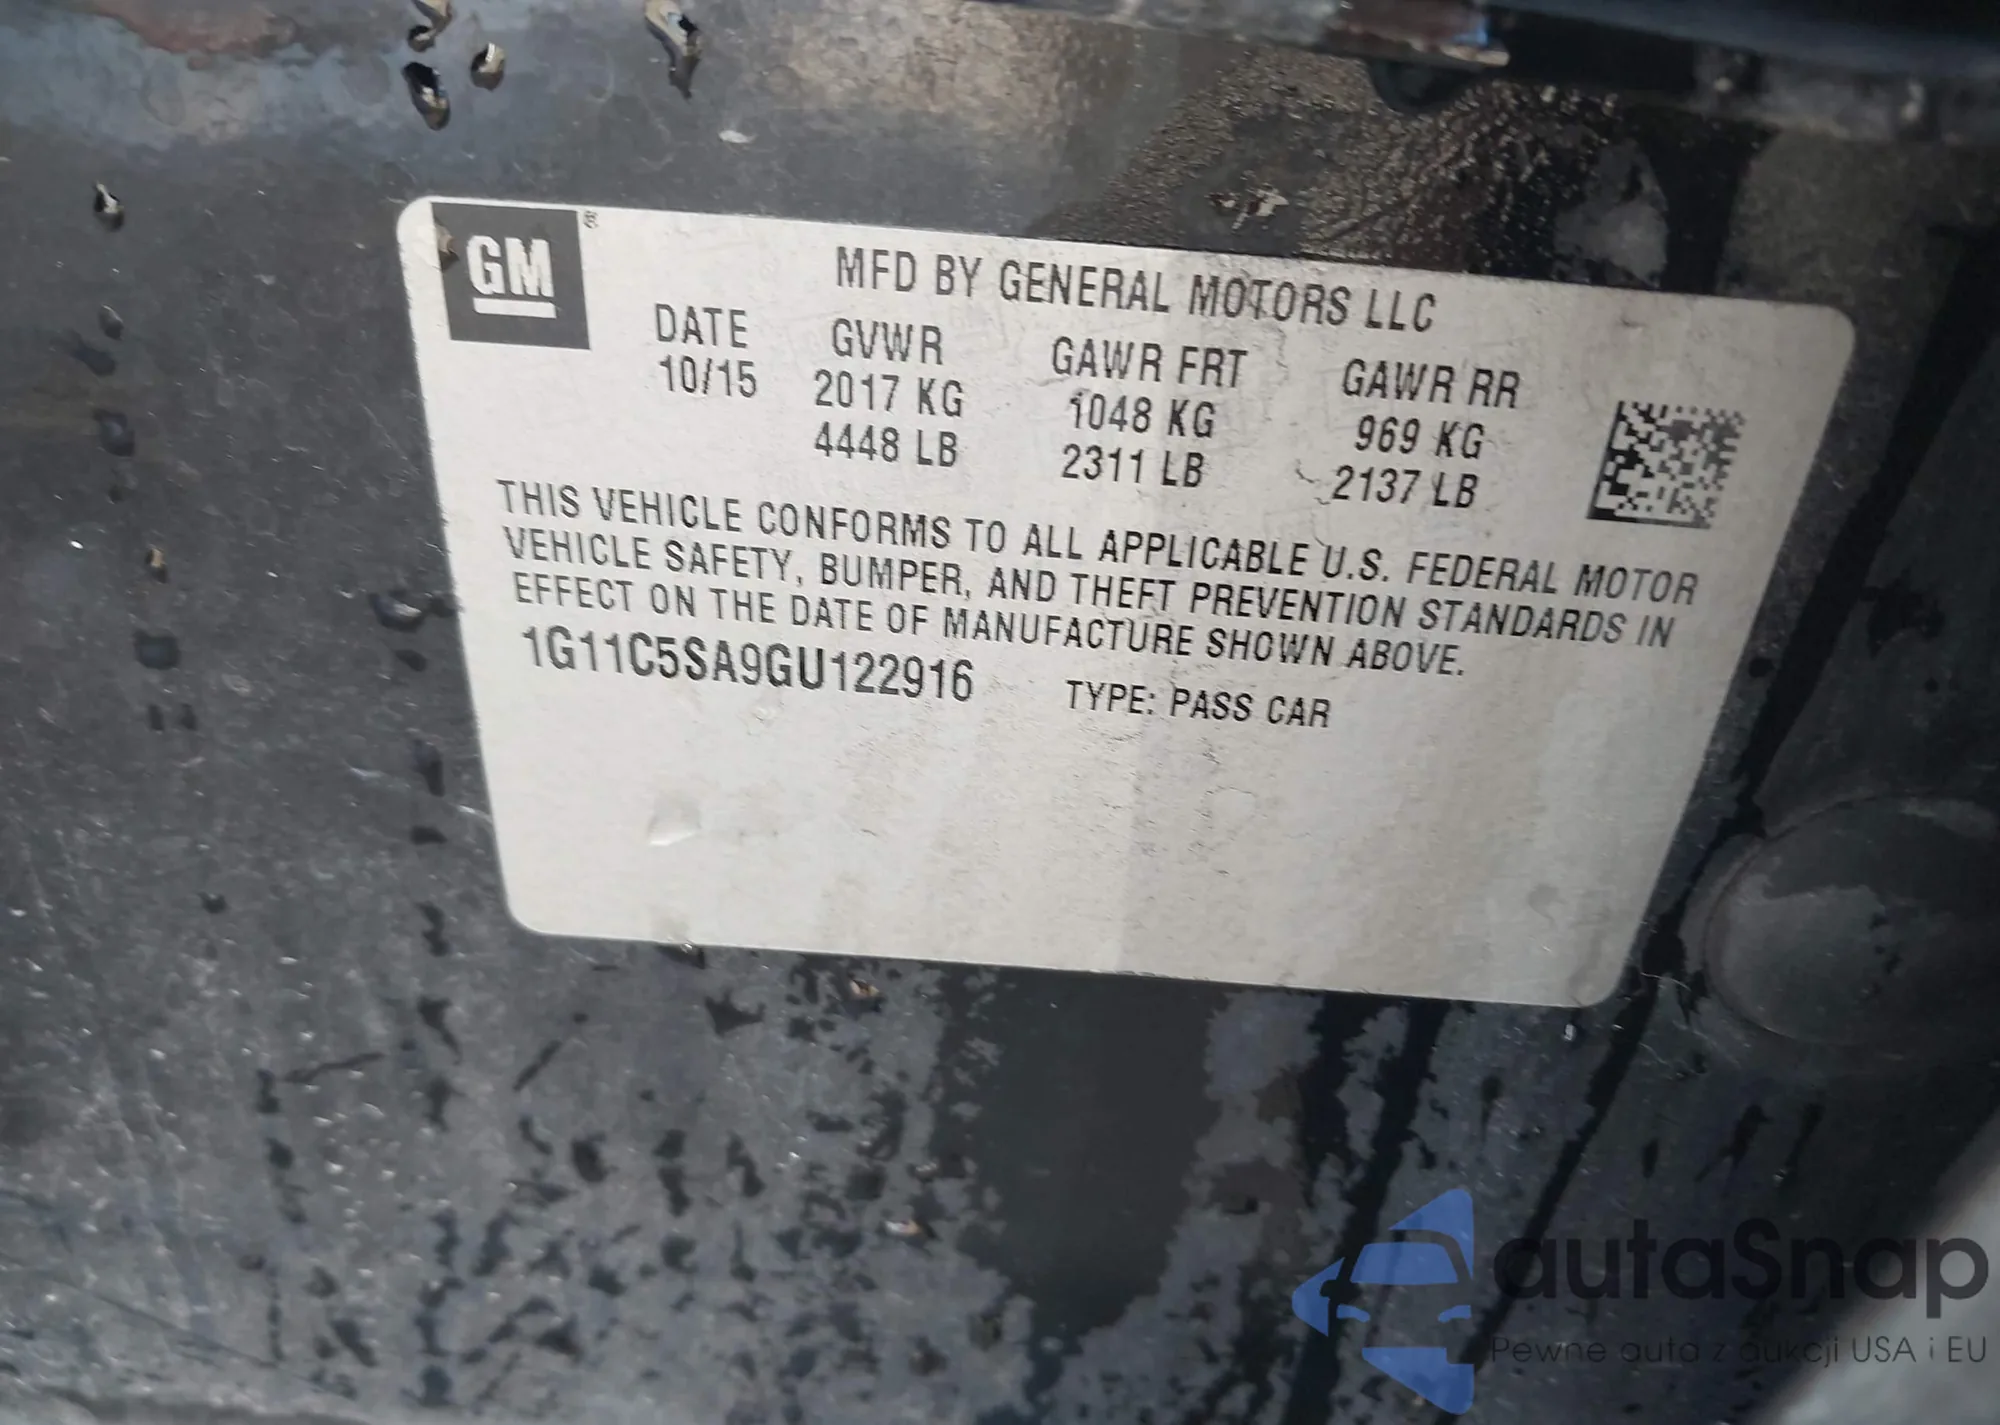 GM ®
MFD BY GENERAL MOTORS LLC
DATE GVWR GAWR FRT GAWR RR
10/15 2017 KG 1048 KG 969 KG
4448 LB 2311 LB 2137 LB
THIS VEHICLE CONFORMS TO ALL APPLICABLE U.S. FEDERAL MOTOR
VEHICLE SAFETY, BUMPER, AND THEFT PREVENTION STANDARDS IN
EFFECT ON THE DATE OF MANUFACTURE SHOWN ABOVE.
1G11C5SA9GU122916 TYPE: PASS CAR
autaSnap
Pewne auta z aukcji USA i EU